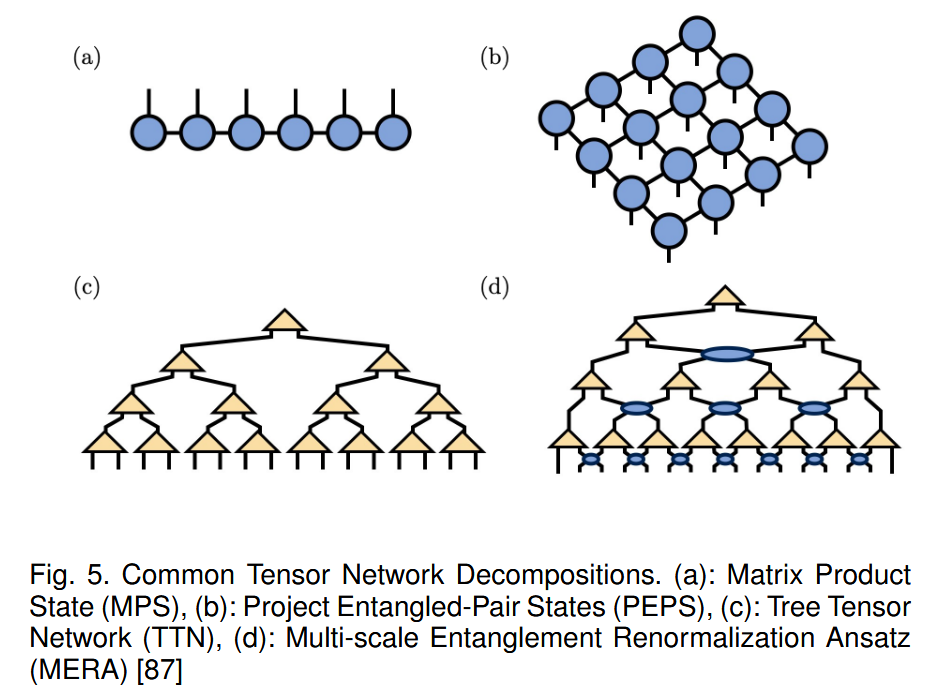 (a)
(b)
(c)
(d)
Fig. 5. Common Tensor Network Decompositions. (a): Matrix Product
State (MPS), (b): Project Entangled-Pair States (PEPS), (c): Tree Tensor
Network (TTN), (d): Multi-scale Entanglement Renormalization Ansatz
(MERA) [87]